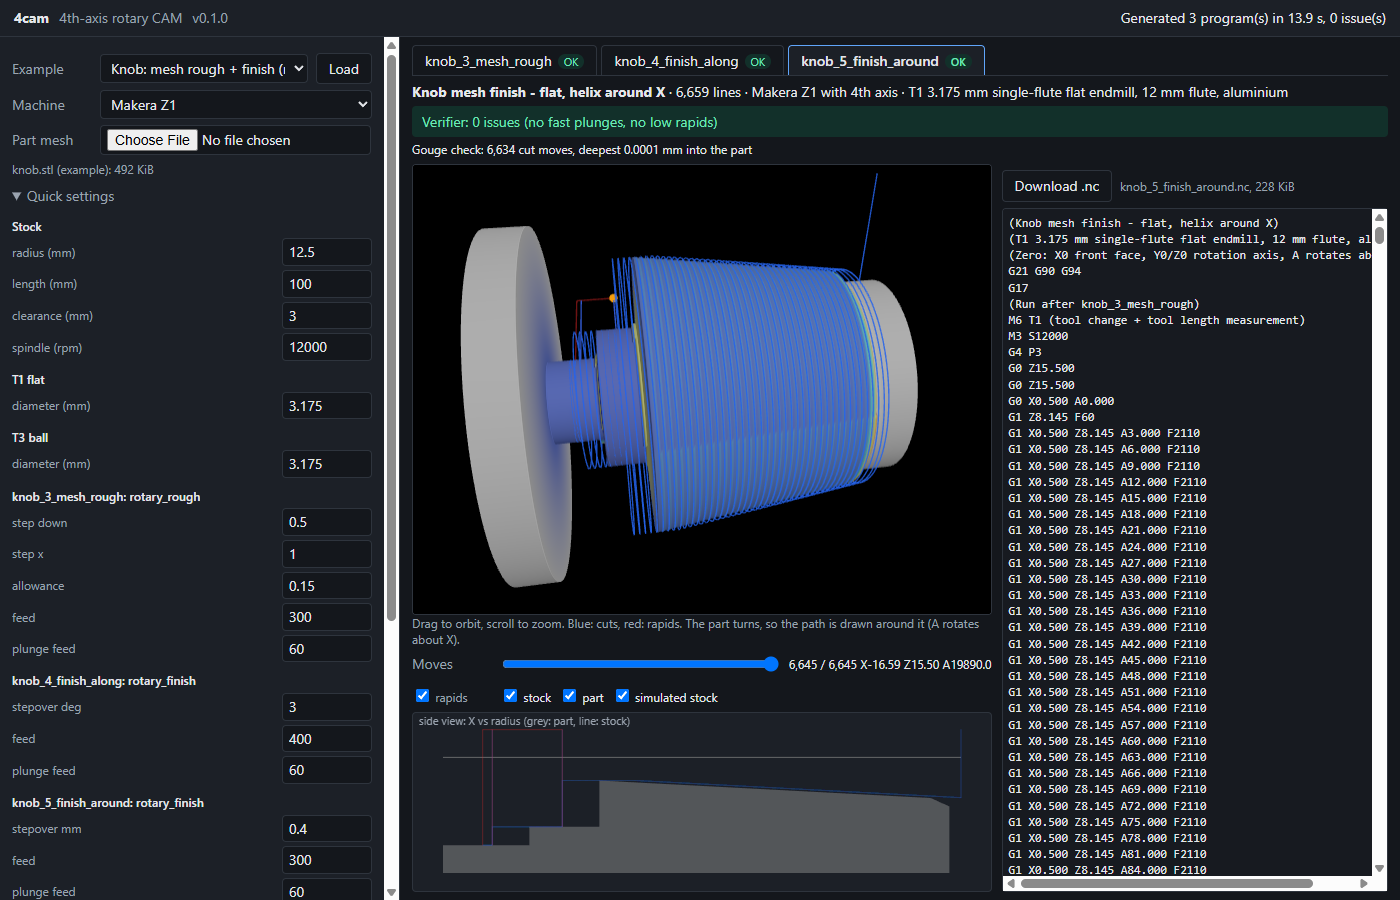 4cam 4th-axis rotary CAM v0.1.0
Generated 3 program(s) in 13.9 s, 0 issue(s)
Example Knob: mesh rough + finish (r Load
Machine Makera Z1
Part mesh Choose File No file chosen
knob.stl (example): 492 KiB
▼ Quick settings
Stock
radius (mm) 12.5
length (mm) 100
clearance (mm) 3
spindle (rpm) 12000
T1 flat
diameter (mm) 3.175
T3 ball
diameter (mm) 3.175
knob_3_mesh_rough: rotary_rough
step down 0.5
step x 1
allowance 0.15
feed 300
plunge feed 60
knob_4_finish_along: rotary_finish
stepover deg 3
feed 400
plunge feed 60
knob_5_finish_around: rotary_finish
stepover mm 0.4
feed 300
plunge feed 60
knob_3_mesh_rough OK
knob_4_finish_along OK
knob_5_finish_around OK
Knob mesh finish - flat, helix around X · 6,659 lines · Makera Z1 with 4th axis · T1 3.175 mm single-flute flat endmill, 12 mm flute, aluminium
Verifier: 0 issues (no fast plunges, no low rapids)
Gouge check: 6,634 cut moves, deepest 0.0001 mm into the part
Drag to orbit, scroll to zoom. Blue: cuts, red: rapids. The part turns, so the path is drawn around it (A rotates
about X).
Moves 6,645 / 6,645 X-16.59 Z15.50 A19890.0
rapids stock part simulated stock
side view: X vs radius (grey: part, line: stock)
Download .nc knob_5_finish_around.nc, 228 KiB
(Knob mesh finish - flat, helix around X)
(T1 3.175 mm single-flute flat endmill, 12 mm flute, al
(Zero: X0 front face, Y0/Z0 rotation axis, A rotates ab
G21 G90 G94
G17
(Run after knob_3_mesh_rough)
M6 T1 (tool change + tool length measurement)
M3 S12000
G4 P3
G0 Z15.500
G0 Z15.500
G0 X0.500 A0.000
G1 Z8.145 F60
G1 X0.500 Z8.145 A3.000 F2110
G1 X0.500 Z8.145 A6.000 F2110
G1 X0.500 Z8.145 A9.000 F2110
G1 X0.500 Z8.145 A12.000 F2110
G1 X0.500 Z8.145 A15.000 F2110
G1 X0.500 Z8.145 A18.000 F2110
G1 X0.500 Z8.145 A21.000 F2110
G1 X0.500 Z8.145 A24.000 F2110
G1 X0.500 Z8.145 A27.000 F2110
G1 X0.500 Z8.145 A30.000 F2110
G1 X0.500 Z8.145 A33.000 F2110
G1 X0.500 Z8.145 A36.000 F2110
G1 X0.500 Z8.145 A39.000 F2110
G1 X0.500 Z8.145 A42.000 F2110
G1 X0.500 Z8.145 A45.000 F2110
G1 X0.500 Z8.145 A48.000 F2110
G1 X0.500 Z8.145 A51.000 F2110
G1 X0.500 Z8.145 A54.000 F2110
G1 X0.500 Z8.145 A57.000 F2110
G1 X0.500 Z8.145 A60.000 F2110
G1 X0.500 Z8.145 A63.000 F2110
G1 X0.500 Z8.145 A66.000 F2110
G1 X0.500 Z8.145 A69.000 F2110
G1 X0.500 Z8.145 A72.000 F2110
G1 X0.500 Z8.145 A75.000 F2110
G1 X0.500 Z8.145 A78.000 F2110
G1 X0.500 Z8.145 A81.000 F2110
G1 X0.500 Z8.145 A84.000 F2110